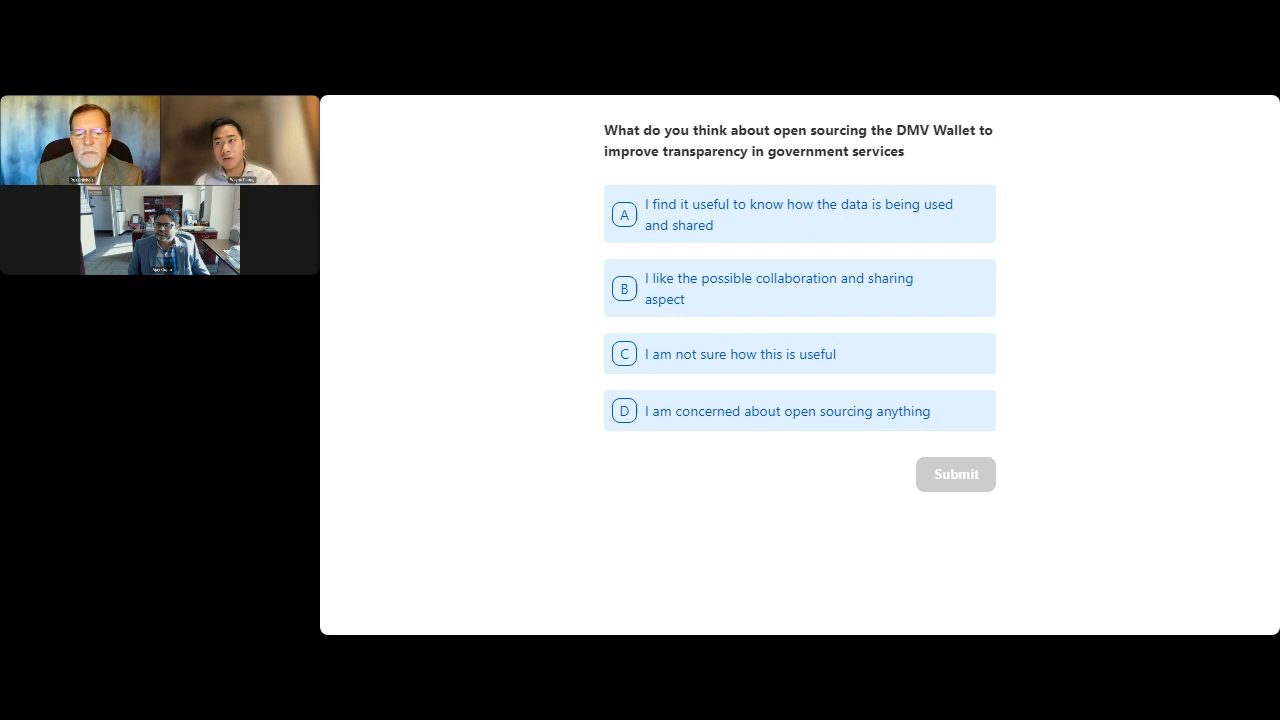 What do you think about open sourcing the DMV Wallet to
improve transparency in government services
A
I find it useful to know how the data is being used
and shared
B
I like the possible collaboration and sharing
aspect
C
I am not sure how this is useful
D
I am concerned about open sourcing anything
Submit